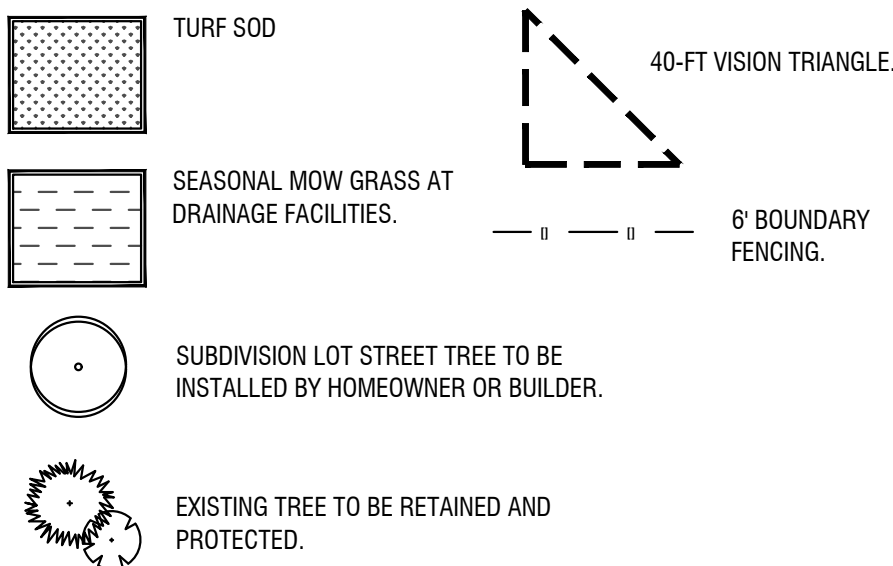 TURF SOD
40-FT VISION TRIANGLE.
SEASONAL MOW GRASS AT
DRAINAGE FACILITIES.
6' BOUNDARY
FENCING.
SUBDIVISION LOT STREET TREE TO BE
INSTALLED BY HOMEOWNER OR BUILDER.
EXISTING TREE TO BE RETAINED AND
PROTECTED.